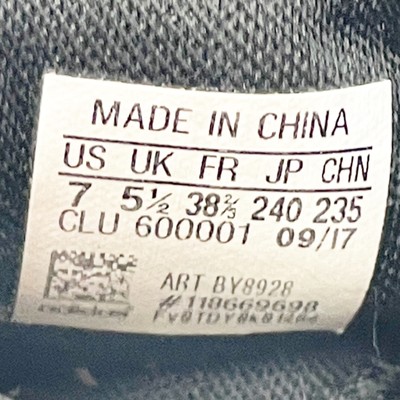 MADE IN CHINA
US UK FR JP CHN
7 5½ 38⅔ 240 235
CLU 600001 09/17
ART BY8928
#118669698